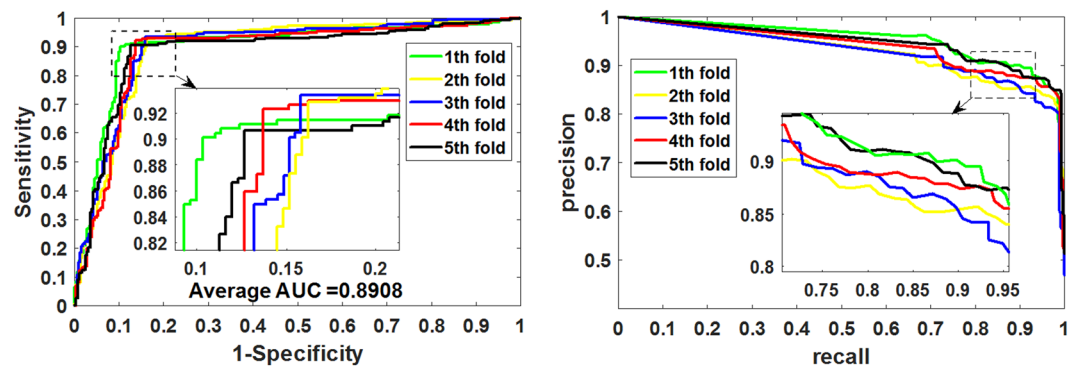 Sensitivity
1
0.9
0.8
0.7
0.6
0.5
0.4
0.3
0.2
0.1
0
1th fold
2th fold
3th fold
4th fold
5th fold
0.92
0.9
0.88
0.86
0.84
0.82
0.1 0.15 0.2
Average AUC =0.8908
0 0.1 0.2 0.3 0.4 0.5 0.6 0.7 0.8 0.9 1
1-Specificity
precision
1
0.9
0.8
0.7
0.6
0.5
1th fold
2th fold
3th fold
4th fold
5th fold
0.9
0.85
0.8
0.75 0.8 0.85 0.9 0.95
0 0.1 0.2 0.3 0.4 0.5 0.6 0.7 0.8 0.9 1
recall